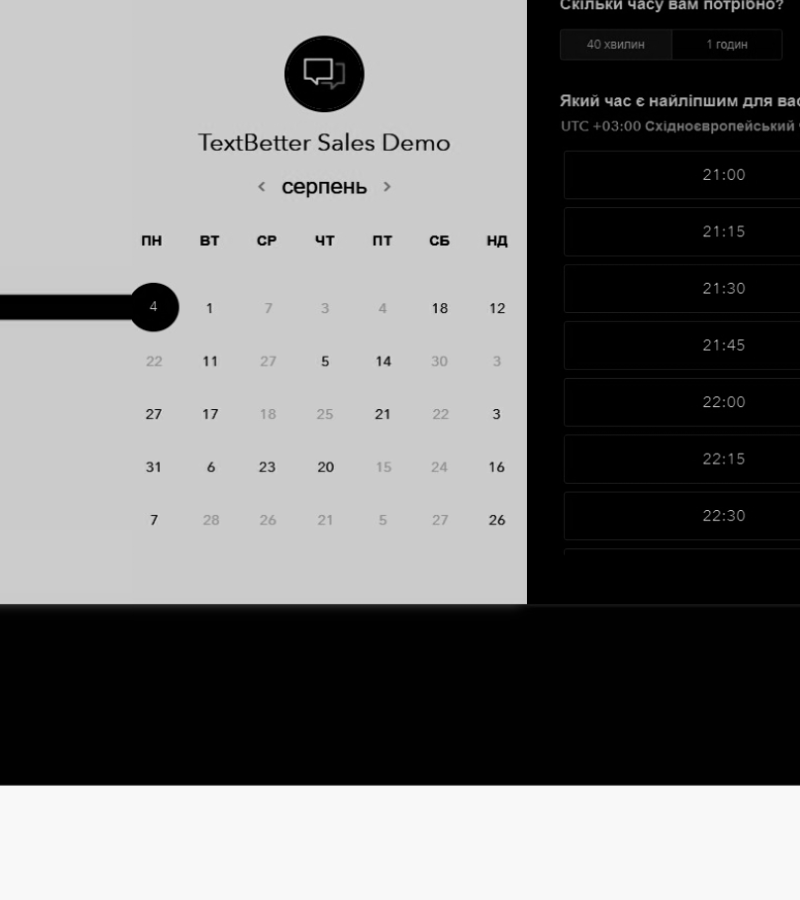 TextBetter Sales Demo
серпень
ПН ВТ СР ЧТ ПТ СБ НД
4 1 7 3 4 18 12
22 11 27 5 14 30 3
27 17 18 25 21 22 3
31 6 23 20 15 24 16
7 28 26 21 5 27 26
Скільки часу вам потрібно?
40 хвилин 1 годин
Який час є найліпшим для вас
UTC +03:00 Східноєвропейський
21:00
21:15
21:30
21:45
22:00
22:15
22:30